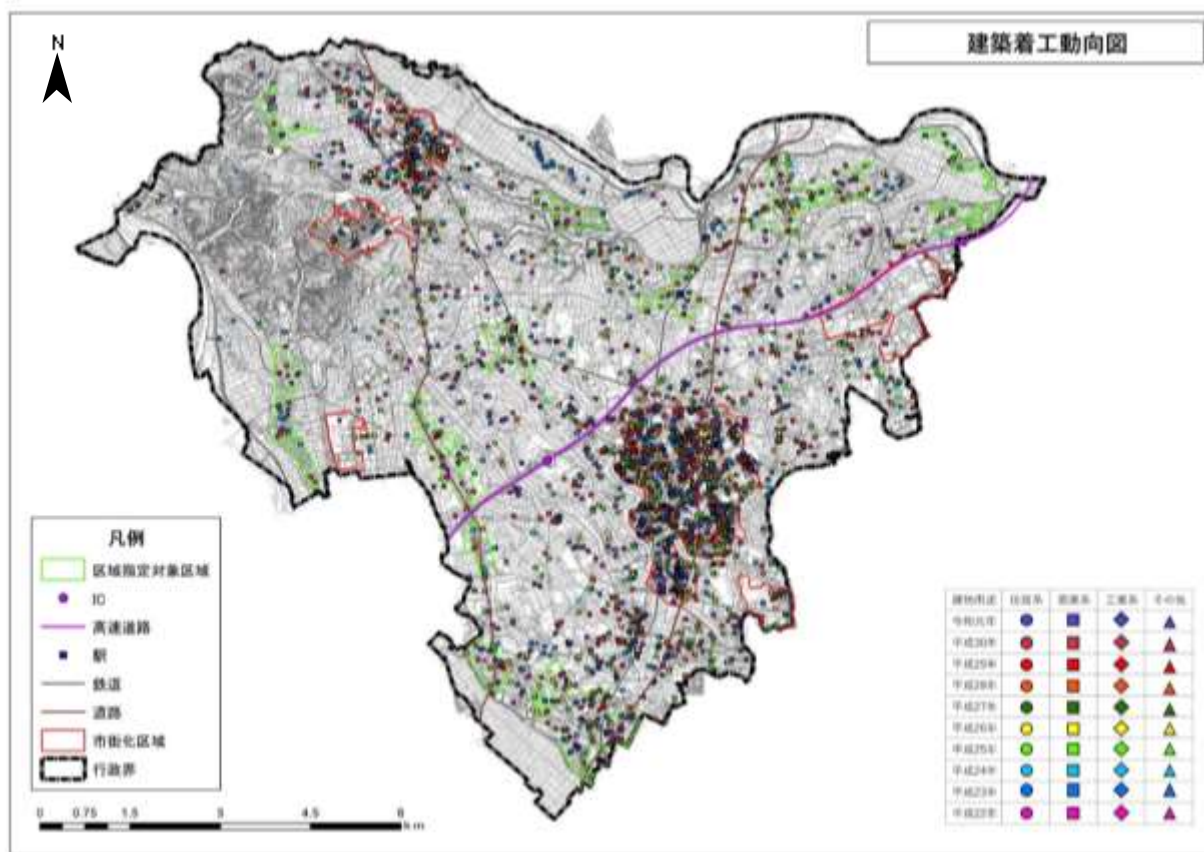 建築着工動向図
N
凡例
区域指定対象区域
IC
高速道路
駅
鉄道
道路
市街化区域
行政界
0 0.75 1.5 3 4.5 6
km
建物用途 住居系 商業系 工業系 その他
令和元年
平成30年
平成29年
平成28年
平成27年
平成26年
平成25年
平成24年
平成23年
平成22年